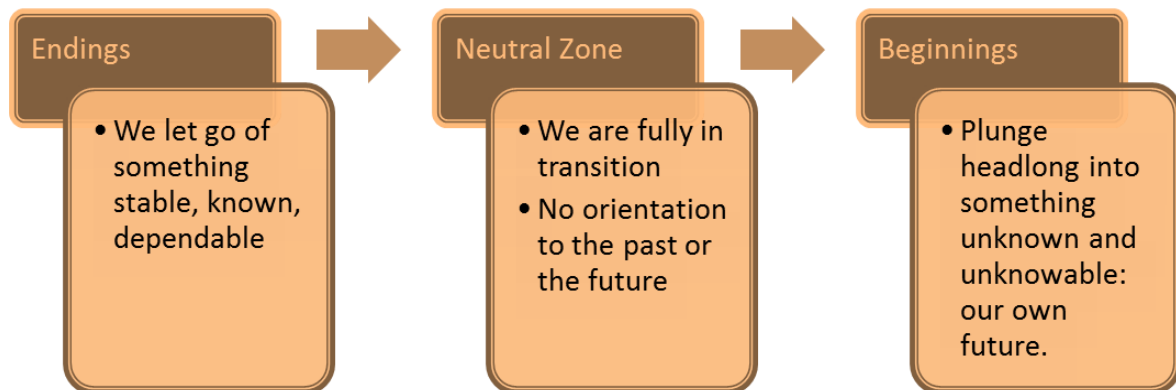 Endings
• We let go of
something
stable, known,
dependable
Neutral Zone
• We are fully in
transition
• No orientation
to the past or
the future
Beginnings
• Plunge
headlong into
something
unknown and
unknowable:
our own
future.